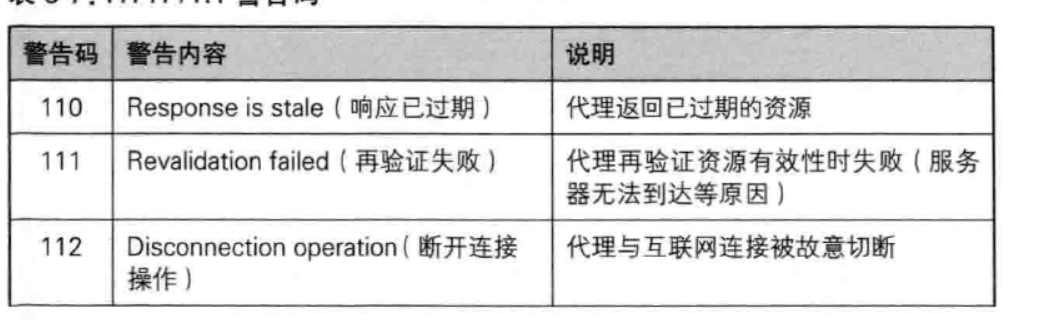 警告码 警告内容 说明
110 Response is stale（响应已过期） 代理返回已过期的资源
111 Revalidation failed（再验证失败） 代理再验证资源有效性时失败（服务
器无法到达等原因）
112 Disconnection operation（断开连接 代理与互联网连接被故意切断
操作）